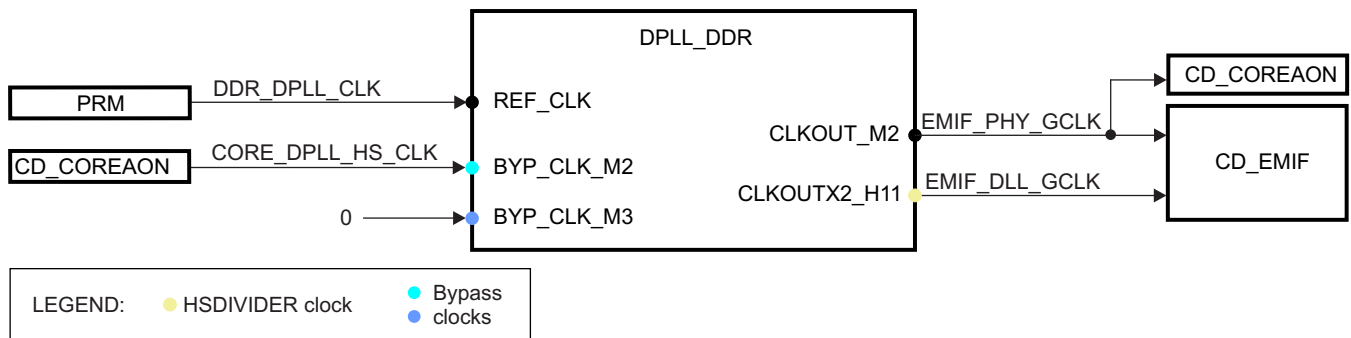 DPLL_DDR
PRM
DDR_DPLL_CLK
REF_CLK
CD_COREAON
CORE_DPLL_HS_CLK
BYP_CLK_M2
0
BYP_CLK_M3
CLKOUT_M2
EMIF_PHY_GCLK
CD_COREAON
CLKOUTX2_H11
EMIF_DLL_GCLK
CD_EMIF
LEGEND:
HSDIVIDER clock
Bypass
clocks